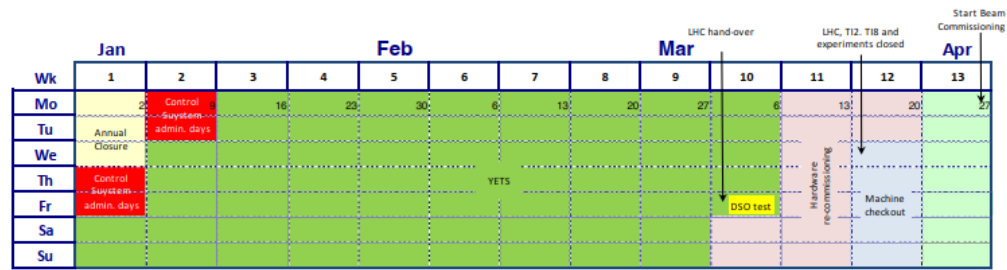 Start Beam
Commissioning
LHC hand-over
LHC, TI2. TI8 and
experiments closed
Jan Feb Mar Apr
Wk 1 2 3 4 5 6 7 8 9 10 11 12 13
Mo 2 9 16 23 30 6 13 20 27 6 13 20 27
Control
Suystem
admin. days
Tu
Annual
Closure
We
Th
Control
Suystem
admin. days
YETS
Hardware
re-commissioning
Fr
DSO test
Machine
checkout
Sa
Su